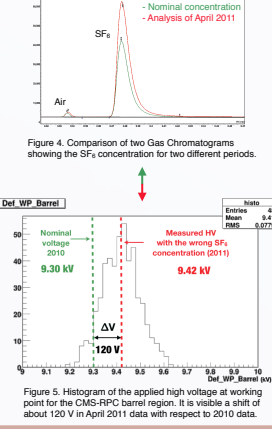 - Nominal concentration
- Analysis of April 2011
SF6
Air
Figure 4. Comparison of two Gas Chromatograms
showing the SF6 concentration for two different periods.
Def_WP_Barrel
histo
Entries
Mean
RMS
Nominal
voltage
2010
9.30 kV
Measured HV
with the wrong SF6
concentration (2011)
9.42 kV
ΔV
120 V
50
40
30
20
10
9 9.1 9.2 9.3 9.4 9.5 9.6 9.7 9.8 9.9 10
Def_WP_Barrel (kV)
Figure 5. Histogram of the applied high voltage at working
point for the CMS-RPC barrel region. It is visible a shift of
about 120 V in April 2011 data with respect to 2010 data.